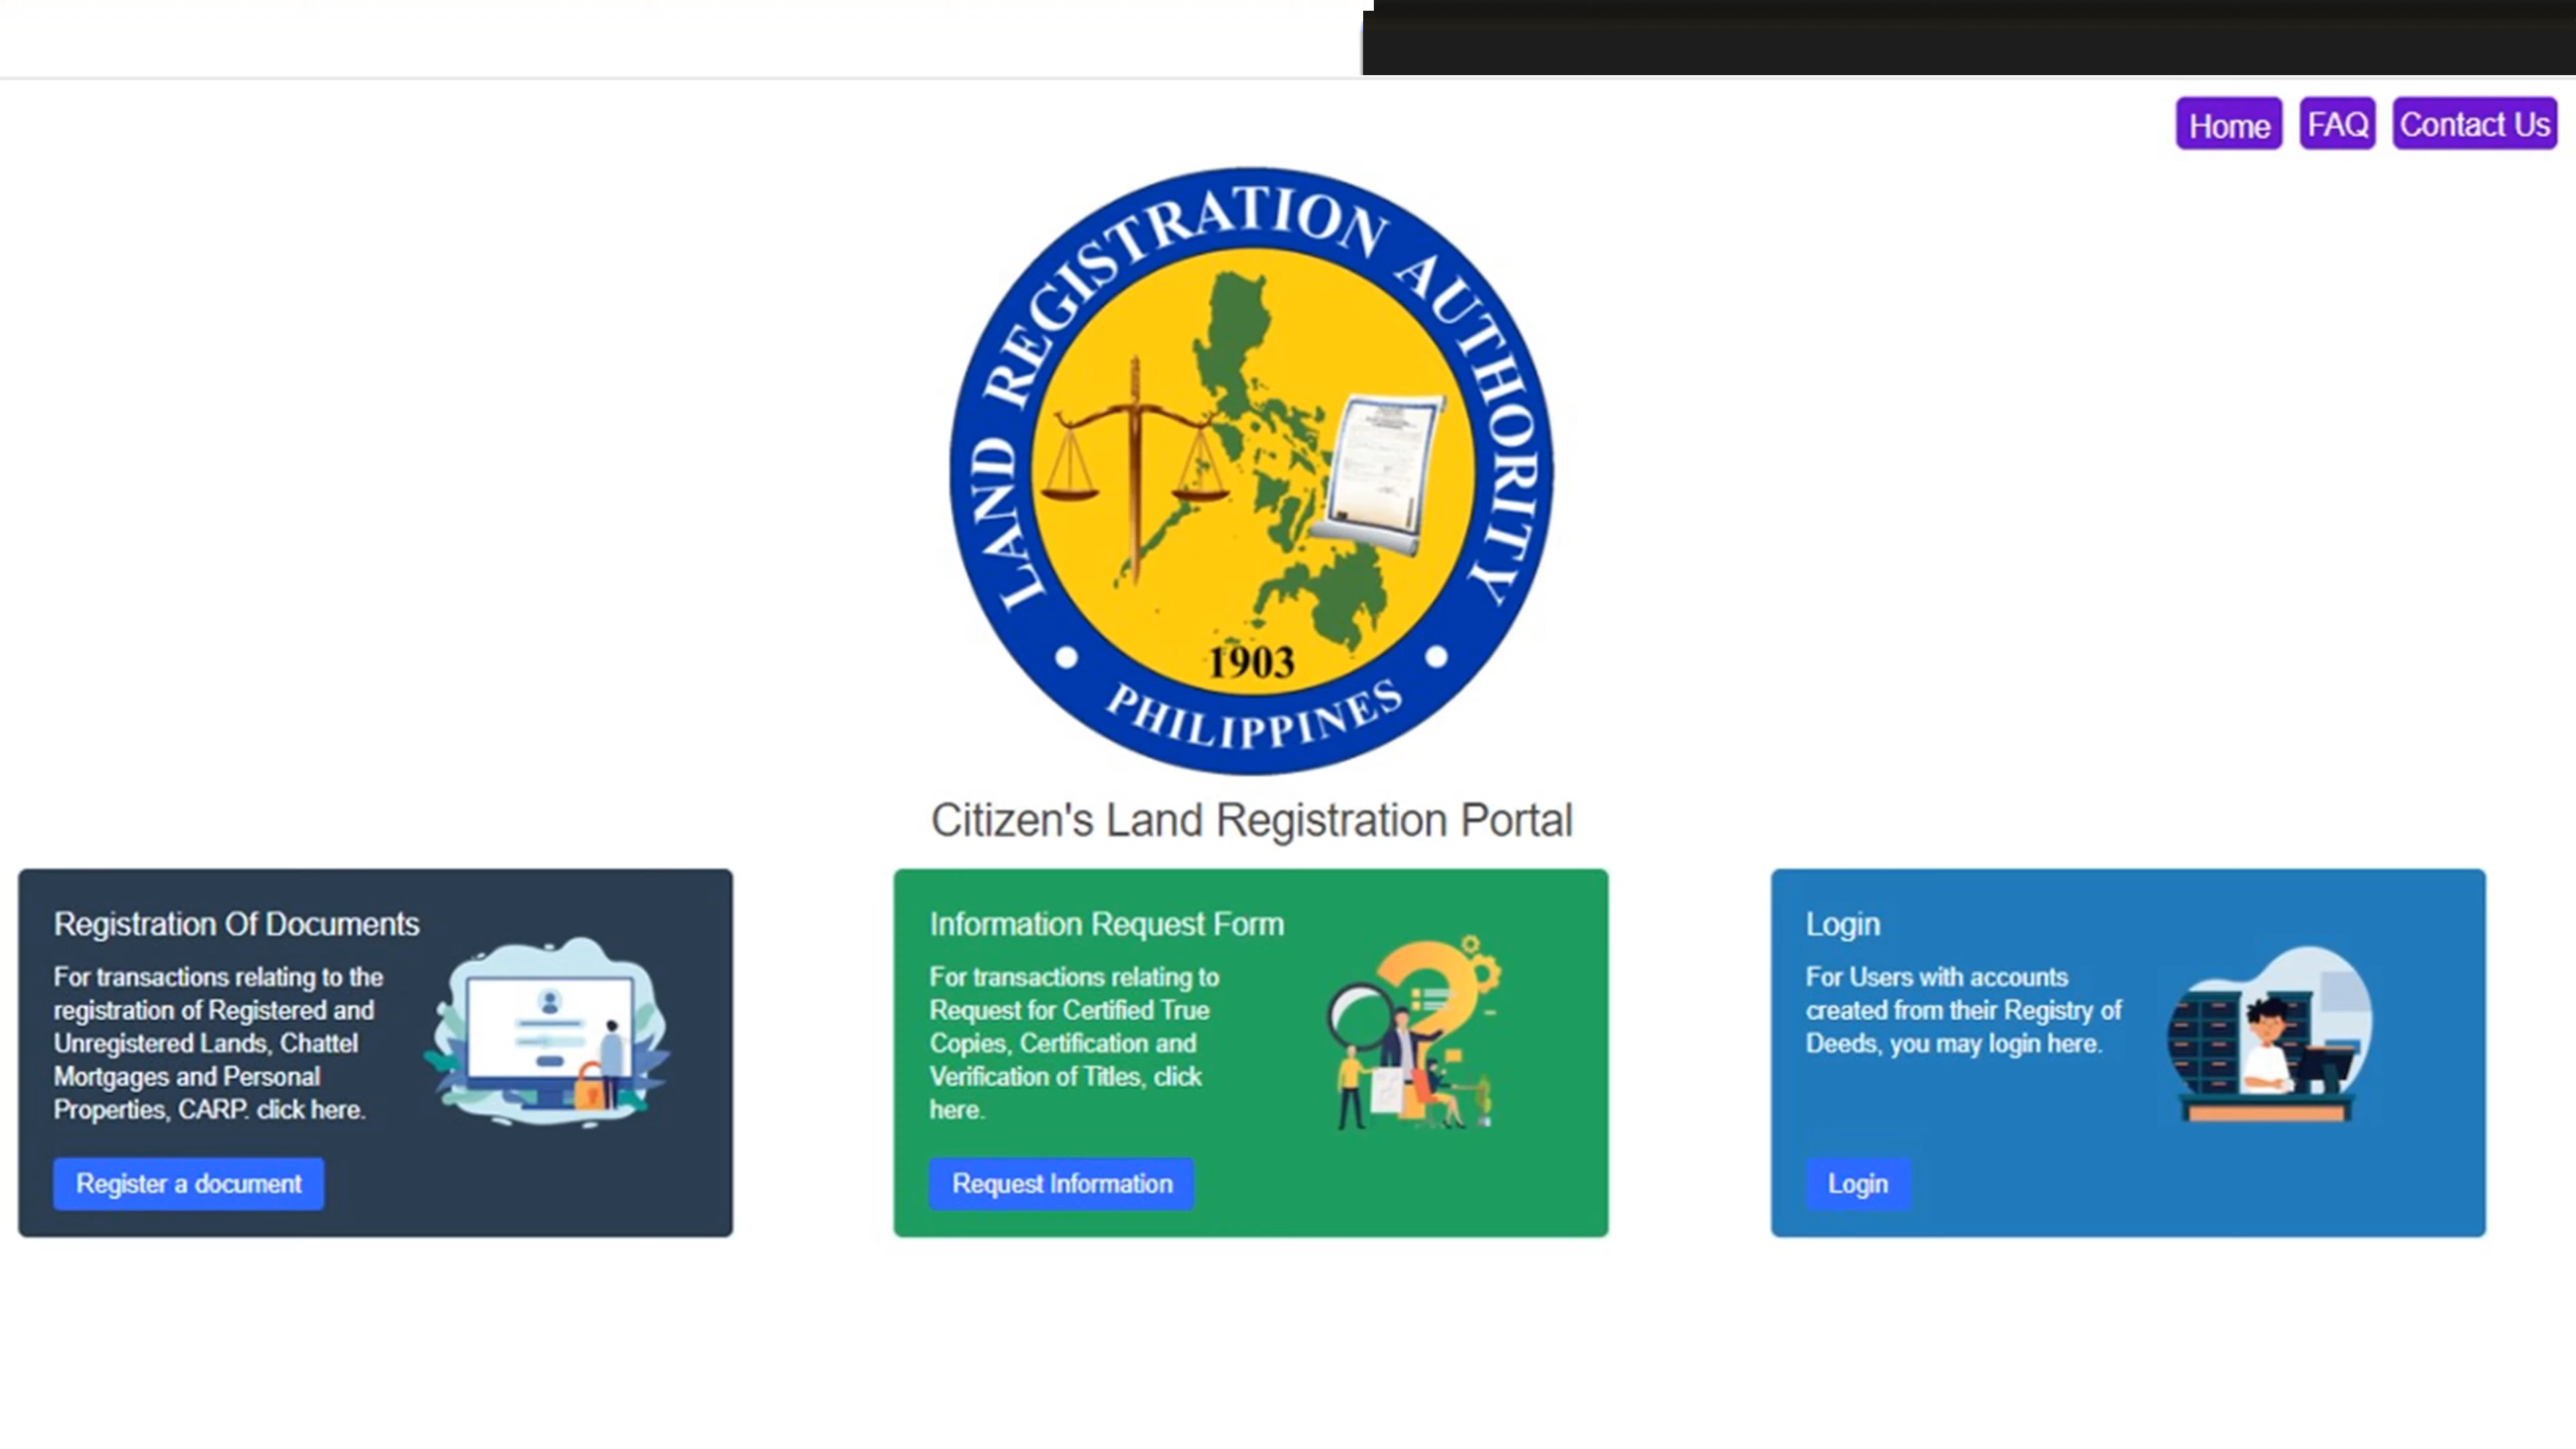 Home FAQ Contact Us
LAND REGISTRATION AUTHORITY
1903
PHILIPPINES
Citizen's Land Registration Portal
Registration Of Documents
For transactions relating to the
registration of Registered and
Unregistered Lands, Chattel
Mortgages and Personal
Properties, CARP. click here.
Register a document
Information Request Form
For transactions relating to
Request for Certified True
Copies, Certification and
Verification of Titles, click
here.
Request Information
Login
For Users with accounts
created from their Registry of
Deeds, you may login here.
Login